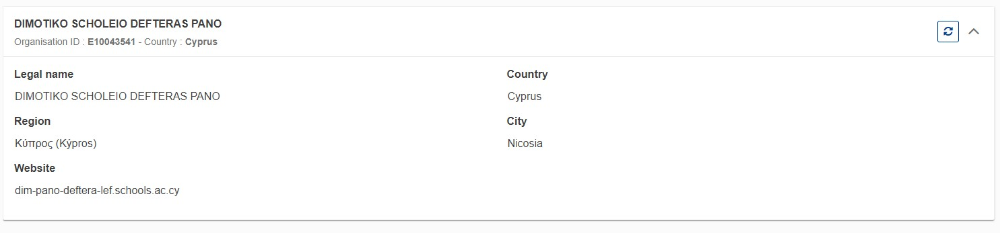 DIMOTIKO SCHOLEIO DEFTERAS PANO
Organisation ID : E10043541 - Country : Cyprus
Legal name
DIMOTIKO SCHOLEIO DEFTERAS PANO
Country
Cyprus
Region
Κύπρος (Kýpros)
City
Nicosia
Website
dim-pano-deftera-lef.schools.ac.cy